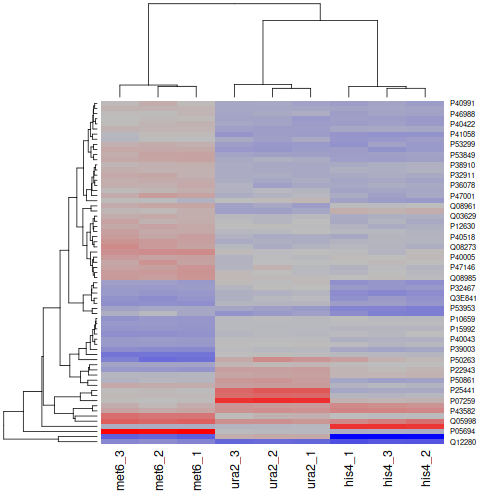 P40991
P46988
P40422
P41058
P53299
P53849
P38910
P32911
P36078
P47001
Q08961
Q03629
P12630
P40518
Q08273
P40005
P47146
Q08985
P32467
Q3E841
P53953
P10659
P15992
P40043
P39003
P50263
P22943
P50861
P25441
P07259
P43582
Q05998
P05694
Q12280
met6_3
met6_2
met6_1
ura2_3
ura2_2
ura2_1
his4_1
his4_3
his4_2